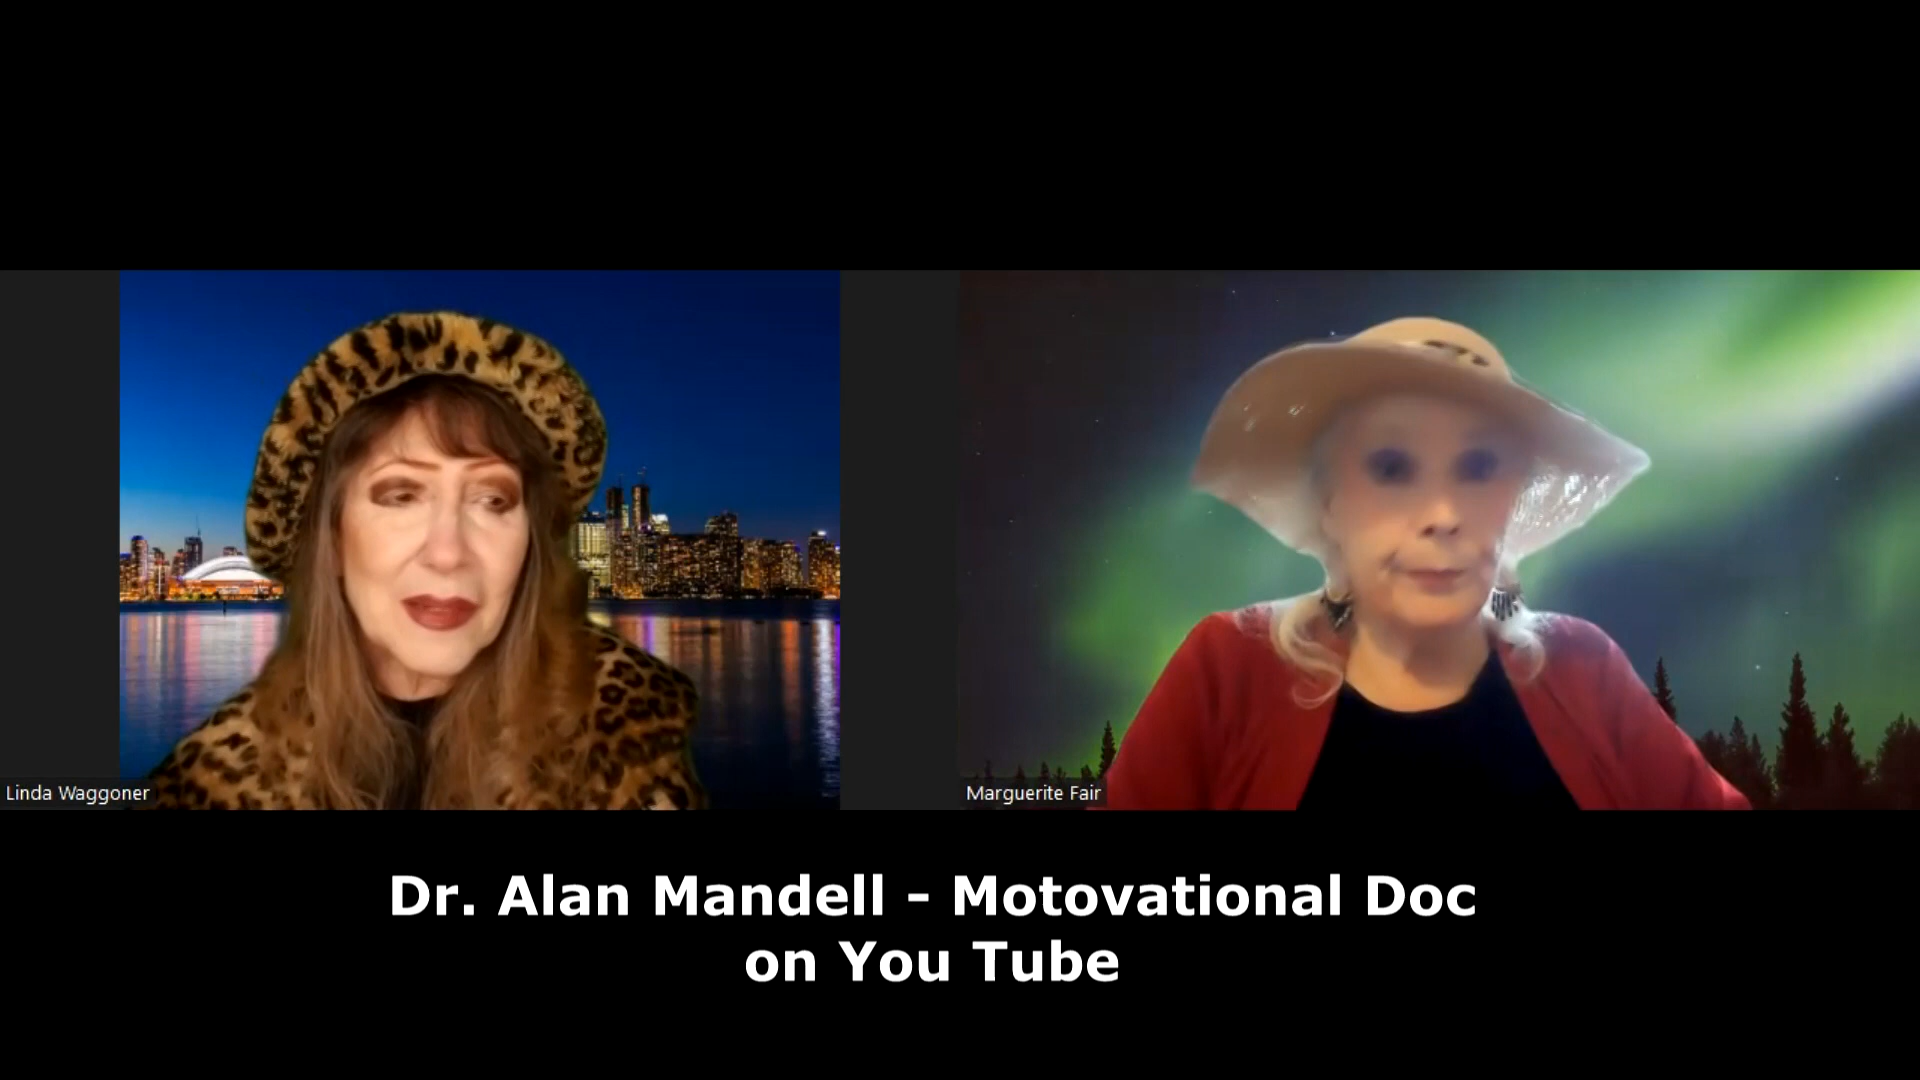 Linda Waggoner
Marguerite Fair
Dr. Alan Mandell - Motovational Doc
on You Tube